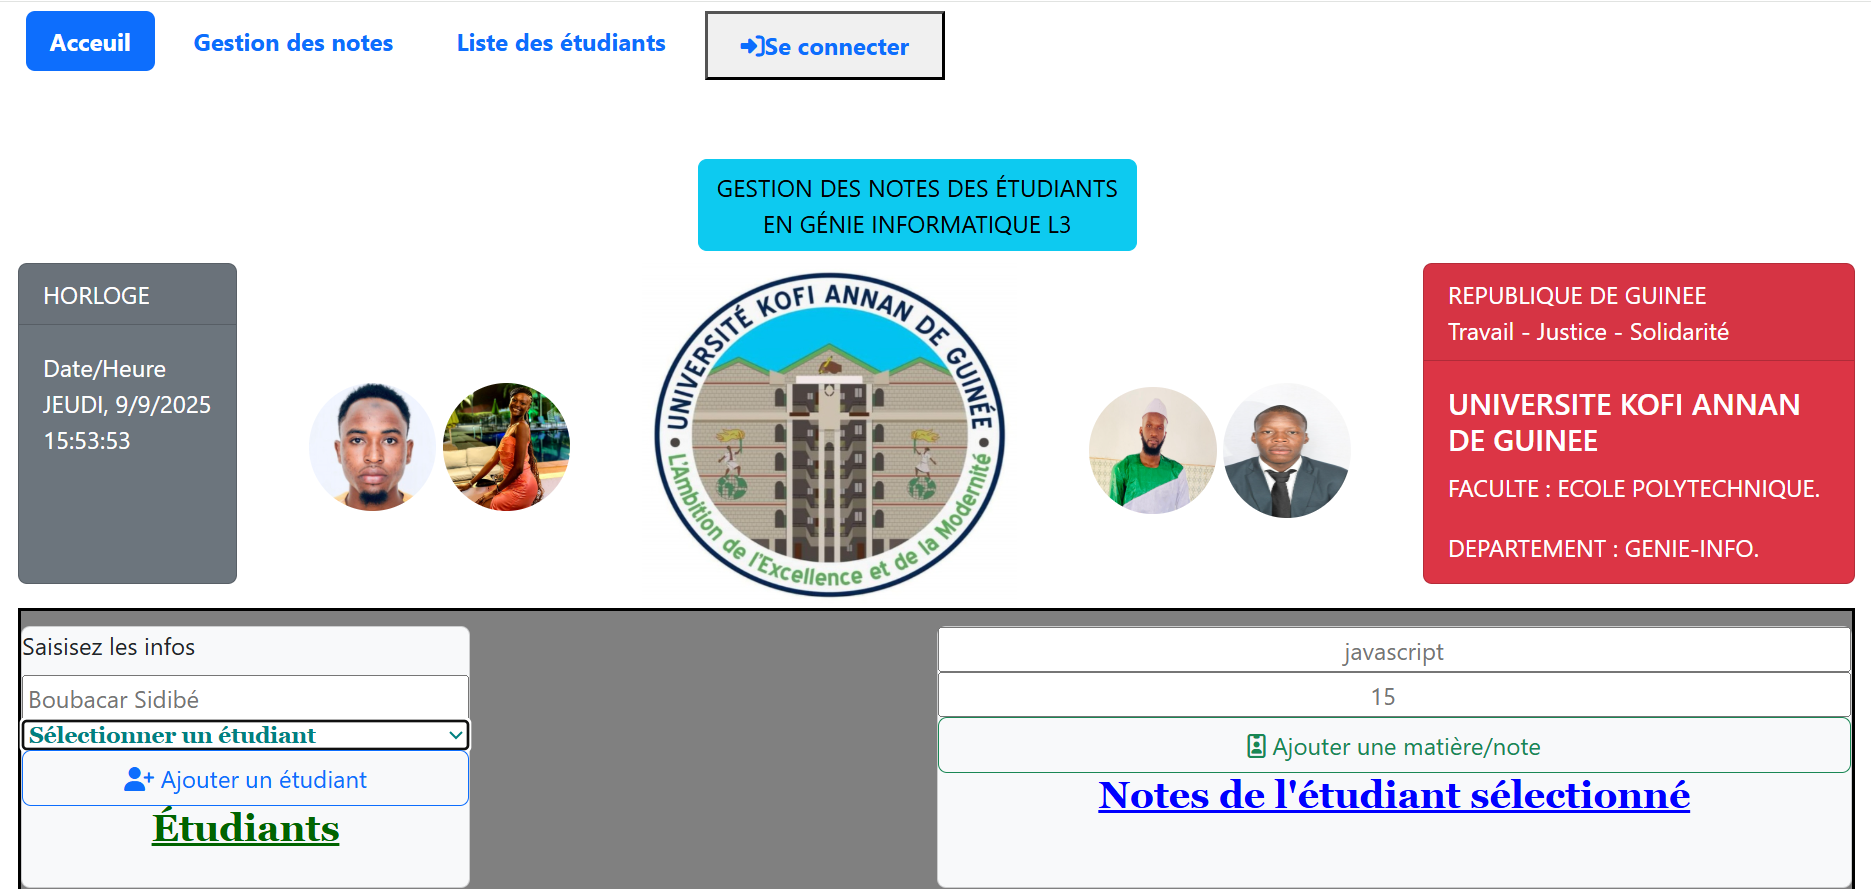 Acceuil
Gestion des notes
Liste des étudiants
Se connecter
GESTION DES NOTES DES ÉTUDIANTS
EN GÉNIE INFORMATIQUE L3
HORLOGE
Date/Heure
JEUDI, 9/9/2025
15:53:53
UNIVERSITÉ KOFI ANNAN DE GUINÉE
L'Ambition de l'Excellence et de la Modernité
REPUBLIQUE DE GUINEE
Travail - Justice - Solidarité
UNIVERSITE KOFI ANNAN
DE GUINEE
FACULTE : ECOLE POLYTECHNIQUE.
DEPARTEMENT : GENIE-INFO.
Saisisez les infos
Boubacar Sidibé
Sélectionner un étudiant
Ajouter un étudiant
Étudiants
javascript
15
Ajouter une matière/note
Notes de l'étudiant sélectionné